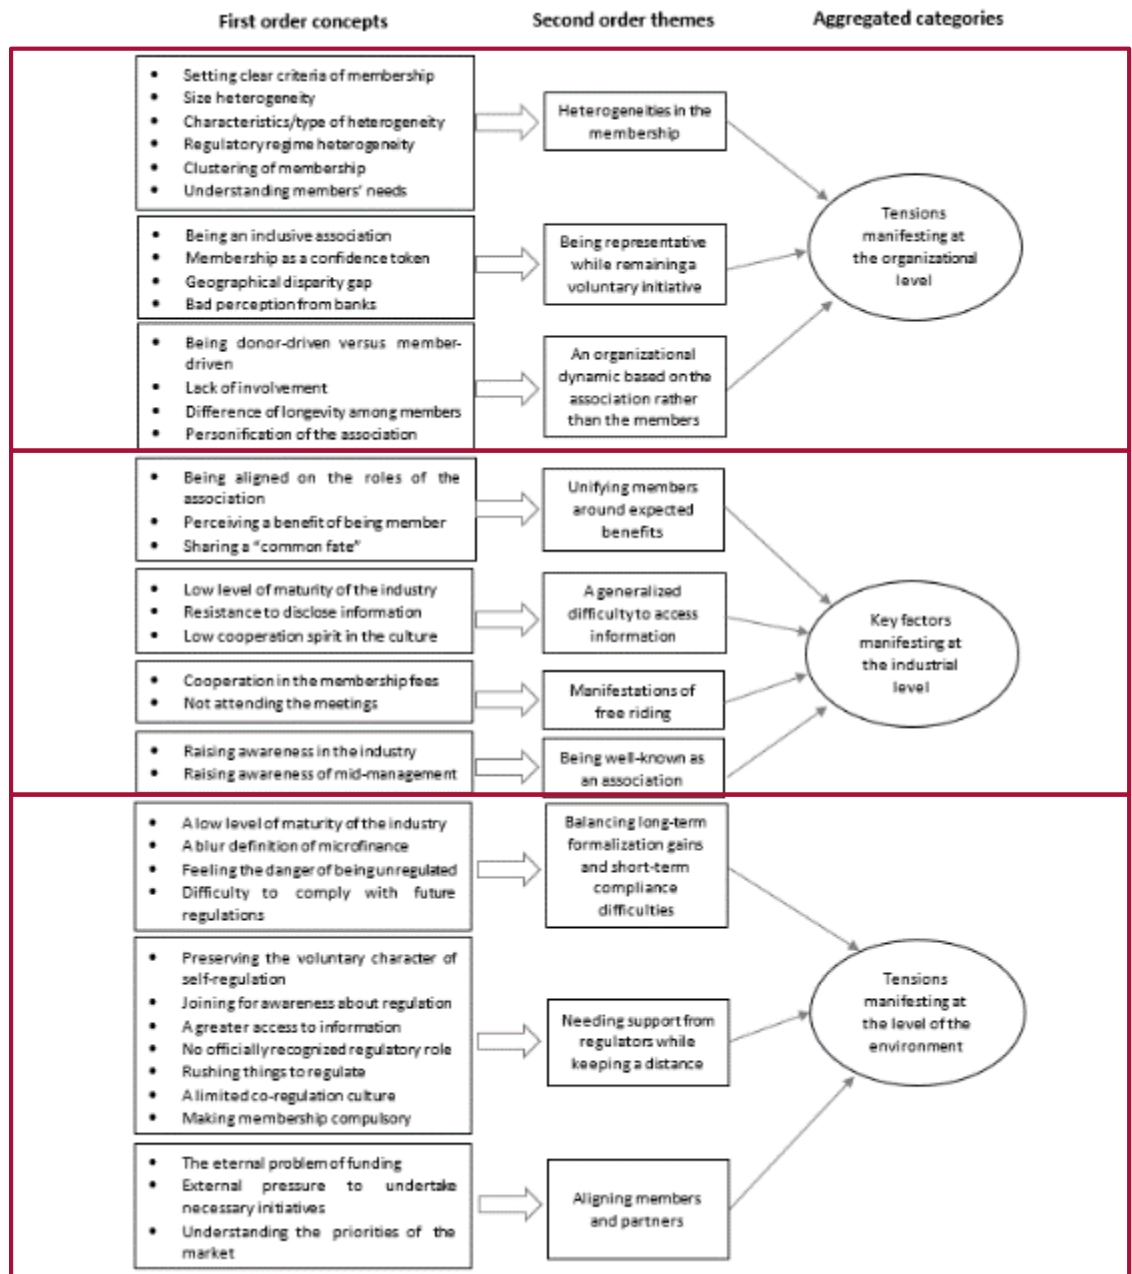 First order concepts
Second order themes
Aggregated categories
• Setting clear criteria of membership
• Size heterogeneity
• Characteristics/type of heterogeneity
• Regulatory regime heterogeneity
• Clustering of membership
• Understanding members' needs
Heterogeneities in the
membership
• Being an inclusive association
• Membership as a confidence token
• Geographical disparity gap
• Bad perception from banks
Being representative
while remaining a
voluntary initiative
• Being donor-driven versus member-
driven
• Lack of involvement
• Difference of longevity among members
• Personification of the association
An organizational
dynamic based on the
association rather
than the members
Tensions
manifesting at
the organizational
level
• Being aligned on the roles of the
association
• Perceiving a benefit of being member
• Sharing a “common fate”
Unifying members
around expected
benefits
• Low level of maturity of the industry
• Resistance to disclose information
• Low cooperation spirit in the culture
A generalized
difficulty to access
information
• Cooperation in the membership fees
• Not attending the meetings
Manifestations of
free riding
• Raising awareness in the industry
• Raising awareness of mid-management
Being well-known as
an association
Key factors
manifesting at
the industrial
level
• A low level of maturity of the industry
• A blur definition of microfinance
• Feeling the danger of being unregulated
• Difficulty to comply with future
regulations
Balancing long-term
formalization gains
and short-term
compliance
difficulties
• Preserving the voluntary character of
self-regulation
• Joining for awareness about regulation
• A greater access to information
• No officially recognized regulatory role
• Rushing things to regulate
• A limited co-regulation culture
• Making membership compulsory
Needing support from
regulators while
keeping a distance
• The eternal problem of funding
• External pressure to undertake
necessary initiatives
• Understanding the priorities of the
market
Aligning members
and partners
Tensions
manifesting at
the level of the
environment